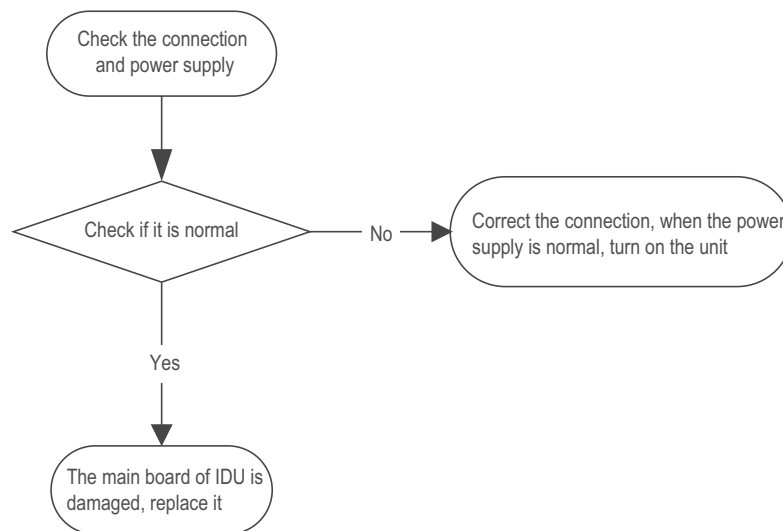 Check the connection
and power supply
Check if it is normal
No
Correct the connection, when the power
supply is normal, turn on the unit
Yes
The main board of IDU is
damaged, replace it